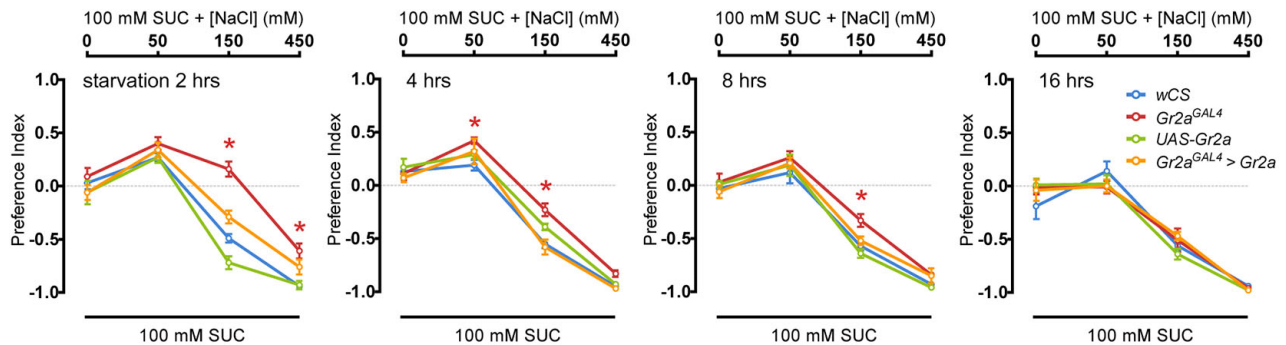 100 mM SUC + [NaCl] (mM)
0 50 150 450
starvation 2 hrs
Preference Index
1.0
0.5
0.0
-0.5
-1.0
*
*
100 mM SUC
100 mM SUC + [NaCl] (mM)
0 50 150 450
4 hrs
Preference Index
1.0
0.5
0.0
-0.5
-1.0
*
*
100 mM SUC
100 mM SUC + [NaCl] (mM)
0 50 150 450
8 hrs
Preference Index
1.0
0.5
0.0
-0.5
-1.0
*
100 mM SUC
100 mM SUC + [NaCl] (mM)
0 50 150 450
16 hrs
Preference Index
1.0
0.5
0.0
-0.5
-1.0
wCS
Gr2aGAL4
UAS-Gr2a
Gr2aGAL4 > Gr2a
100 mM SUC